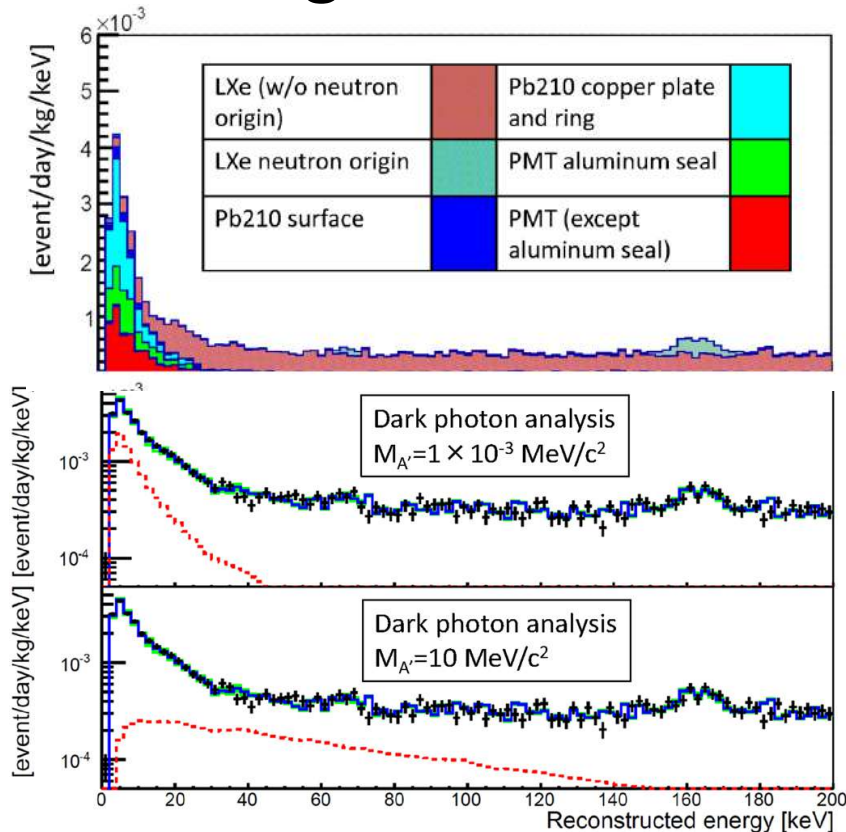 ×10⁻³
[event/day/kg/keV]
6
5
4
3
2
1
LXe (w/o neutron origin)
Pb210 copper plate and ring
LXe neutron origin
PMT aluminum seal
Pb210 surface
PMT (except aluminum seal)
[event/day/kg/keV]
10⁻³
10⁻⁴
Dark photon analysis
M_A'=1 × 10⁻³ MeV/c²
[event/day/kg/keV]
10⁻³
10⁻⁴
Dark photon analysis
M_A'=10 MeV/c²
0 20 40 60 80 100 120 140 160 180 200
Reconstructed energy [keV]